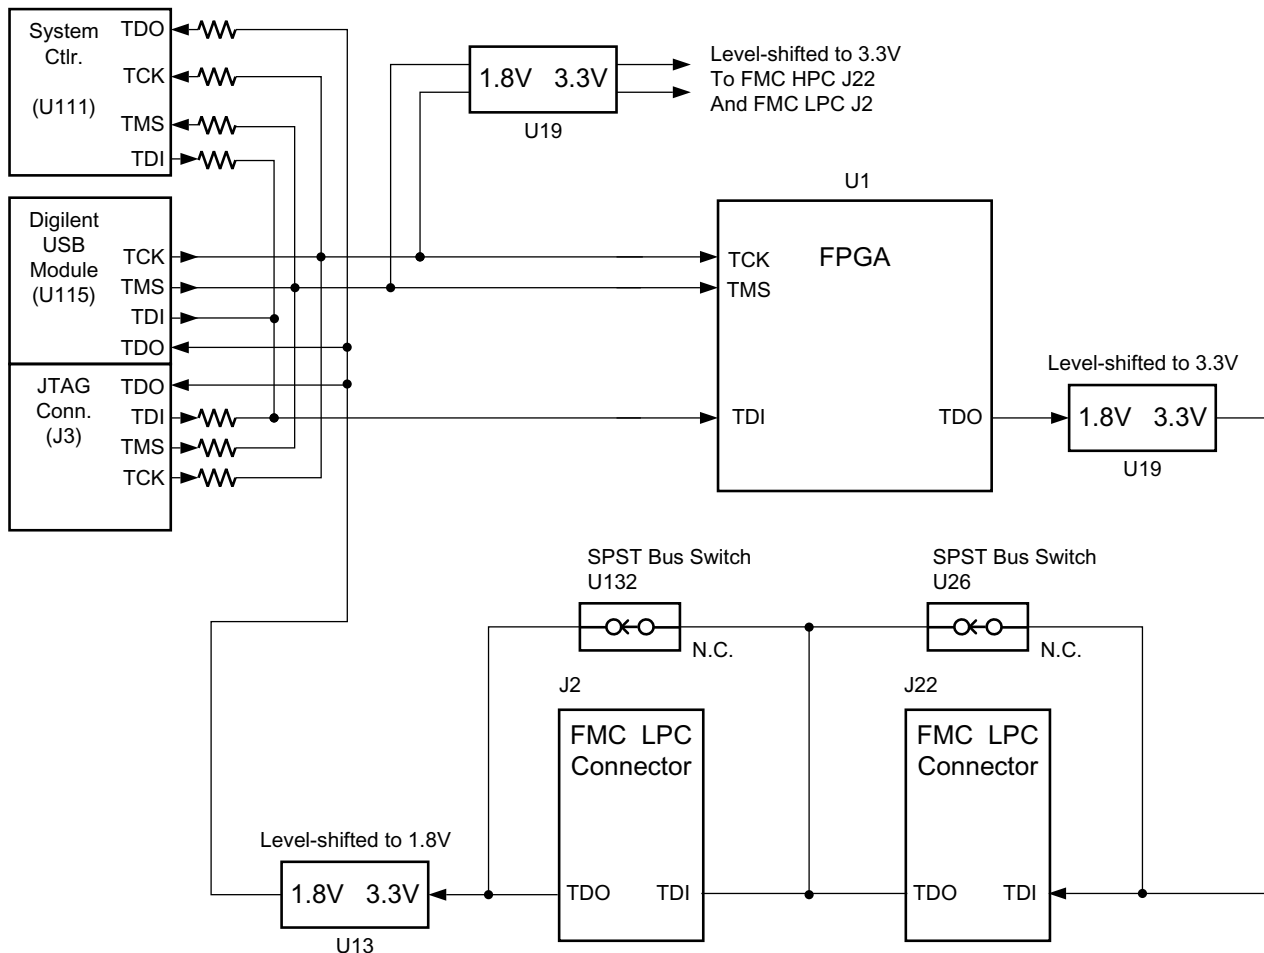 System
Ctlr.
(U111)
TDO
TCK
TMS
TDI
1.8V 3.3V
U19
Level-shifted to 3.3V
To FMC HPC J22
And FMC LPC J2
Digilent
USB
Module
(U115)
TCK
TMS
TDI
TDO
JTAG
Conn.
(J3)
TDO
TDI
TMS
TCK
U1
FPGA
TCK
TMS
TDI
TDO
Level-shifted to 3.3V
1.8V 3.3V
U19
SPST Bus Switch
U132
N.C.
SPST Bus Switch
U26
N.C.
J2
FMC LPC
Connector
TDO TDI
J22
FMC LPC
Connector
TDO TDI
Level-shifted to 1.8V
1.8V 3.3V
U13